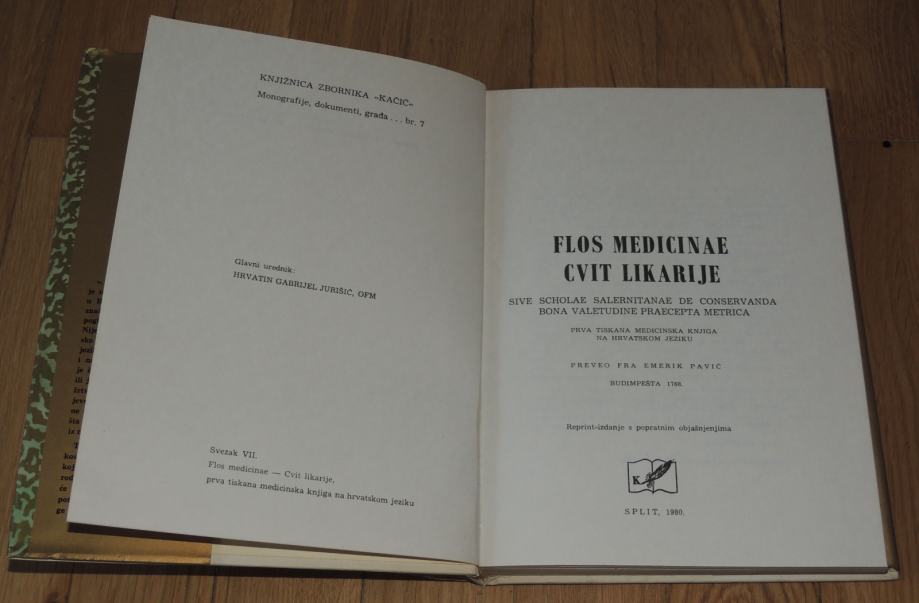 KNJIŽNICA ZBORNIKA »KAČIĆ«
Monografije, dokumenti, građa . . . br. 7
Glavni urednik:
HRVATIN GABRIJEL JURIŠIĆ, OFM
Svezak VII.
Flos medicinae — Cvit likarije,
prva tiskana medicinska knjiga na hrvatskom jeziku
FLOS MEDICINAE
CVIT LIKARIJE
SIVE SCHOLAE SALERNITANAE DE CONSERVANDA
BONA VALETUDINE PRAECEPTA METRICA
PRVA TISKANA MEDICINSKA KNJIGA
NA HRVATSKOM JEZIKU
PREVEO FRA EMERIK PAVIĆ
BUDIMPEŠTA 1768.
Reprint-izdanje s popratnim objašnjenjima
K
SPLIT, 1980.